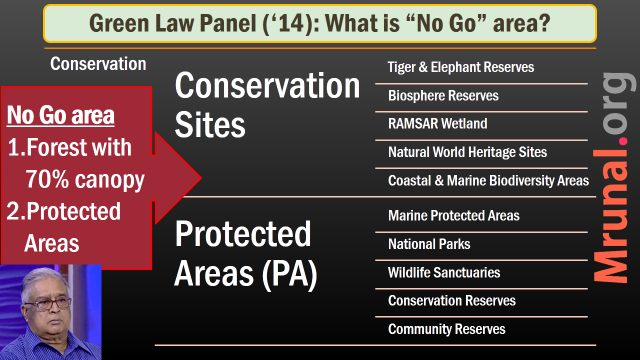 Green Law Panel (‘14): What is “No Go” area?
Conservation
No Go area
1.Forest with
70% canopy
2.Protected
Areas
Conservation
Sites
Tiger & Elephant Reserves
Biosphere Reserves
RAMSAR Wetland
Natural World Heritage Sites
Coastal & Marine Biodiversity Areas
Protected
Areas (PA)
Marine Protected Areas
National Parks
Wildlife Sanctuaries
Conservation Reserves
Community Reserves
Mrunal.org